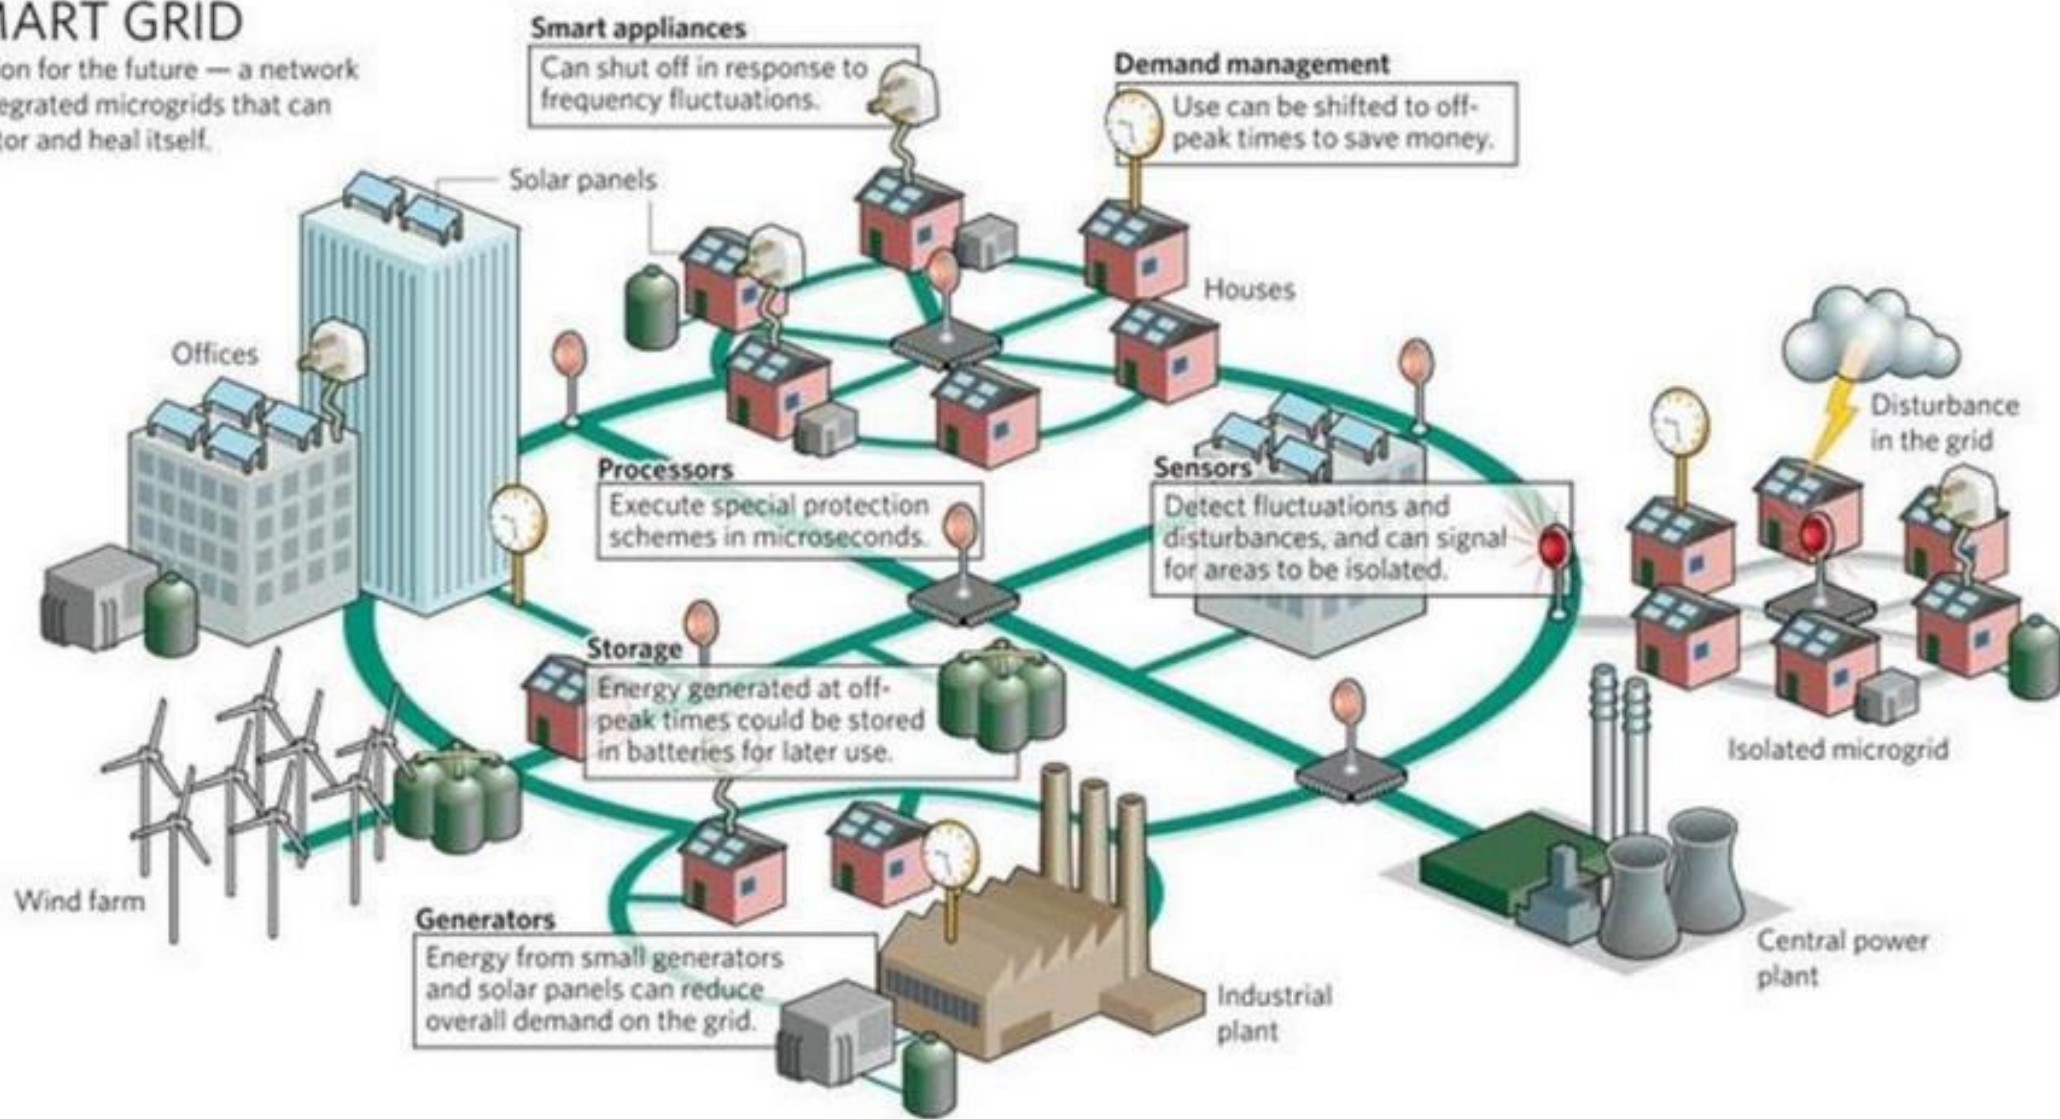 MART GRID
on for the future — a network
egrated microgrids that can
tor and heal itself.
Smart appliances
Can shut off in response to
frequency fluctuations.
Demand management
Use can be shifted to off-
peak times to save money.
Solar panels
Houses
Offices
Disturbance
in the grid
Processors
Execute special protection
schemes in microseconds.
Sensors
Detect fluctuations and
disturbances, and can signal
for areas to be isolated.
Storage
Energy generated at off-
peak times could be stored
in batteries for later use.
Isolated microgrid
Wind farm
Generators
Energy from small generators
and solar panels can reduce
overall demand on the grid.
Central power
plant
Industrial
plant